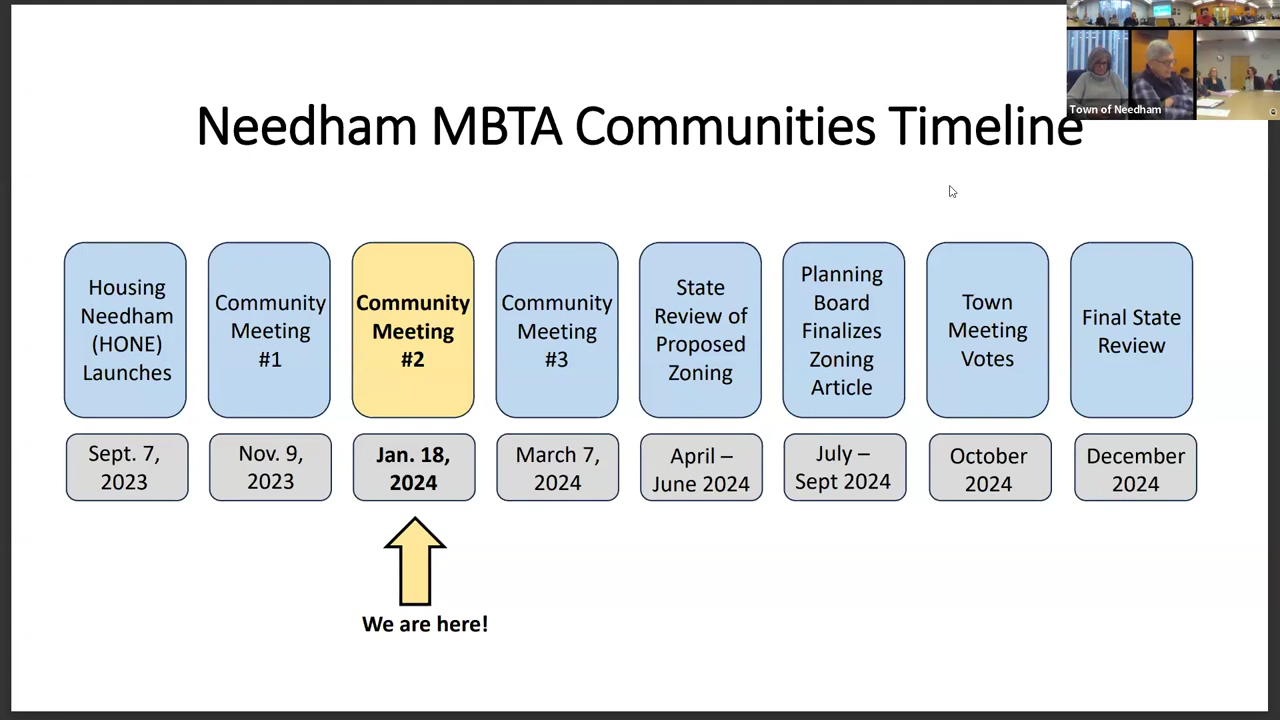 Needham MBTA Communities Timeline
Town of Needham
G
Housing
Needham
(HONE)
Launches
Community
Meeting
#1
Community
Meeting
#2
Community
Meeting
#3
State
Review of
Proposed
Zoning
Planning
Board
Finalizes
Zoning
Article
Town
Meeting
Votes
Final State
Review
Sept. 7,
2023
Nov. 9,
2023
Jan. 18,
2024
March 7,
2024
April –
June 2024
July –
Sept 2024
October
2024
December
2024
We are here!